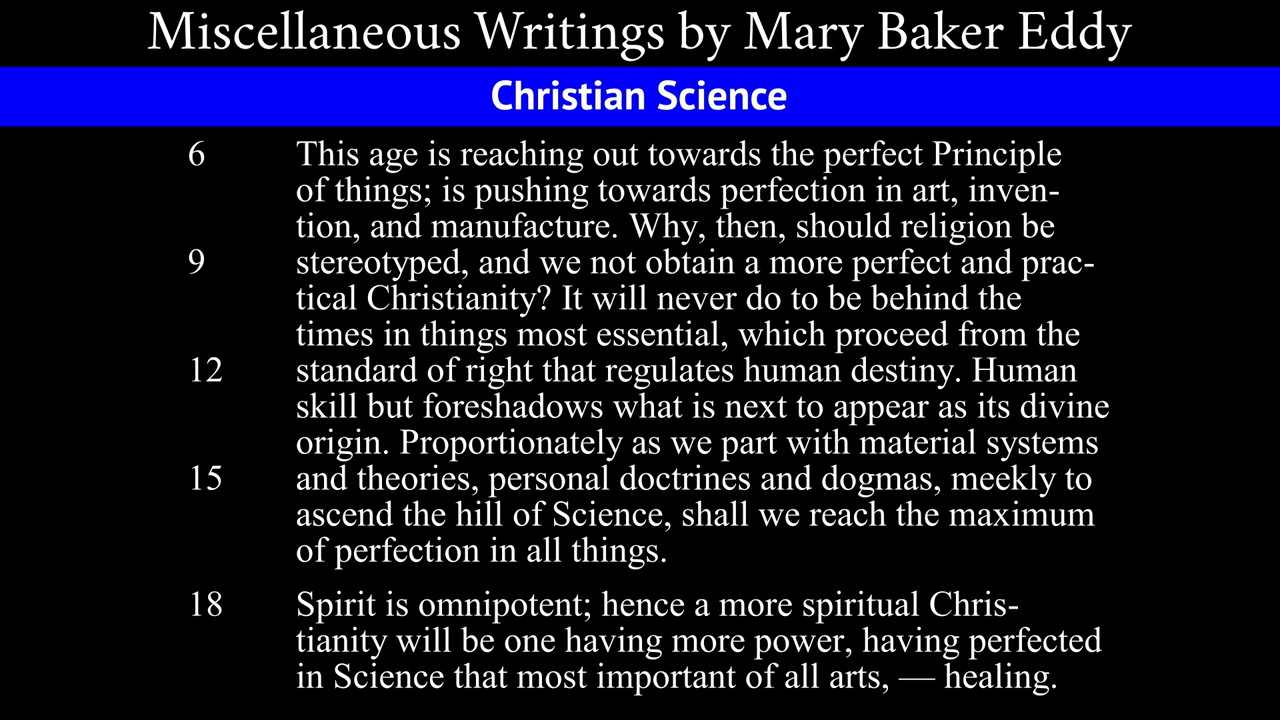 Miscellaneous Writings by Mary Baker Eddy
Christian Science
6 This age is reaching out towards the perfect Principle
of things; is pushing towards perfection in art, inven-
tion, and manufacture. Why, then, should religion be
9 stereotyped, and we not obtain a more perfect and prac-
tical Christianity? It will never do to be behind the
times in things most essential, which proceed from the
12 standard of right that regulates human destiny. Human
skill but foreshadows what is next to appear as its divine
origin. Proportionately as we part with material systems
15 and theories, personal doctrines and dogmas, meekly to
ascend the hill of Science, shall we reach the maximum
of perfection in all things.
18 Spirit is omnipotent; hence a more spiritual Chris-
tianity will be one having more power, having perfected
in Science that most important of all arts, — healing.